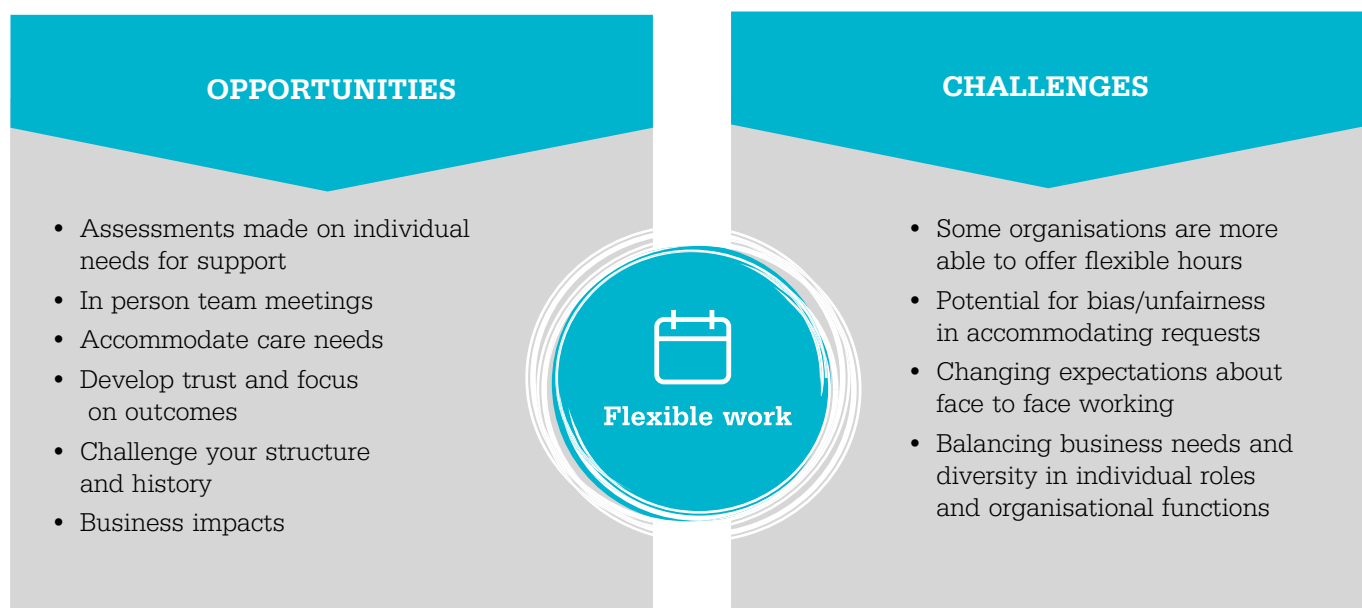 OPPORTUNITIES
• Assessments made on individual
needs for support
• In person team meetings
• Accommodate care needs
• Develop trust and focus
on outcomes
• Challenge your structure
and history
• Business impacts
Flexible work
CHALLENGES
• Some organisations are more
able to offer flexible hours
• Potential for bias/unfairness
in accommodating requests
• Changing expectations about
face to face working
• Balancing business needs and
diversity in individual roles
and organisational functions